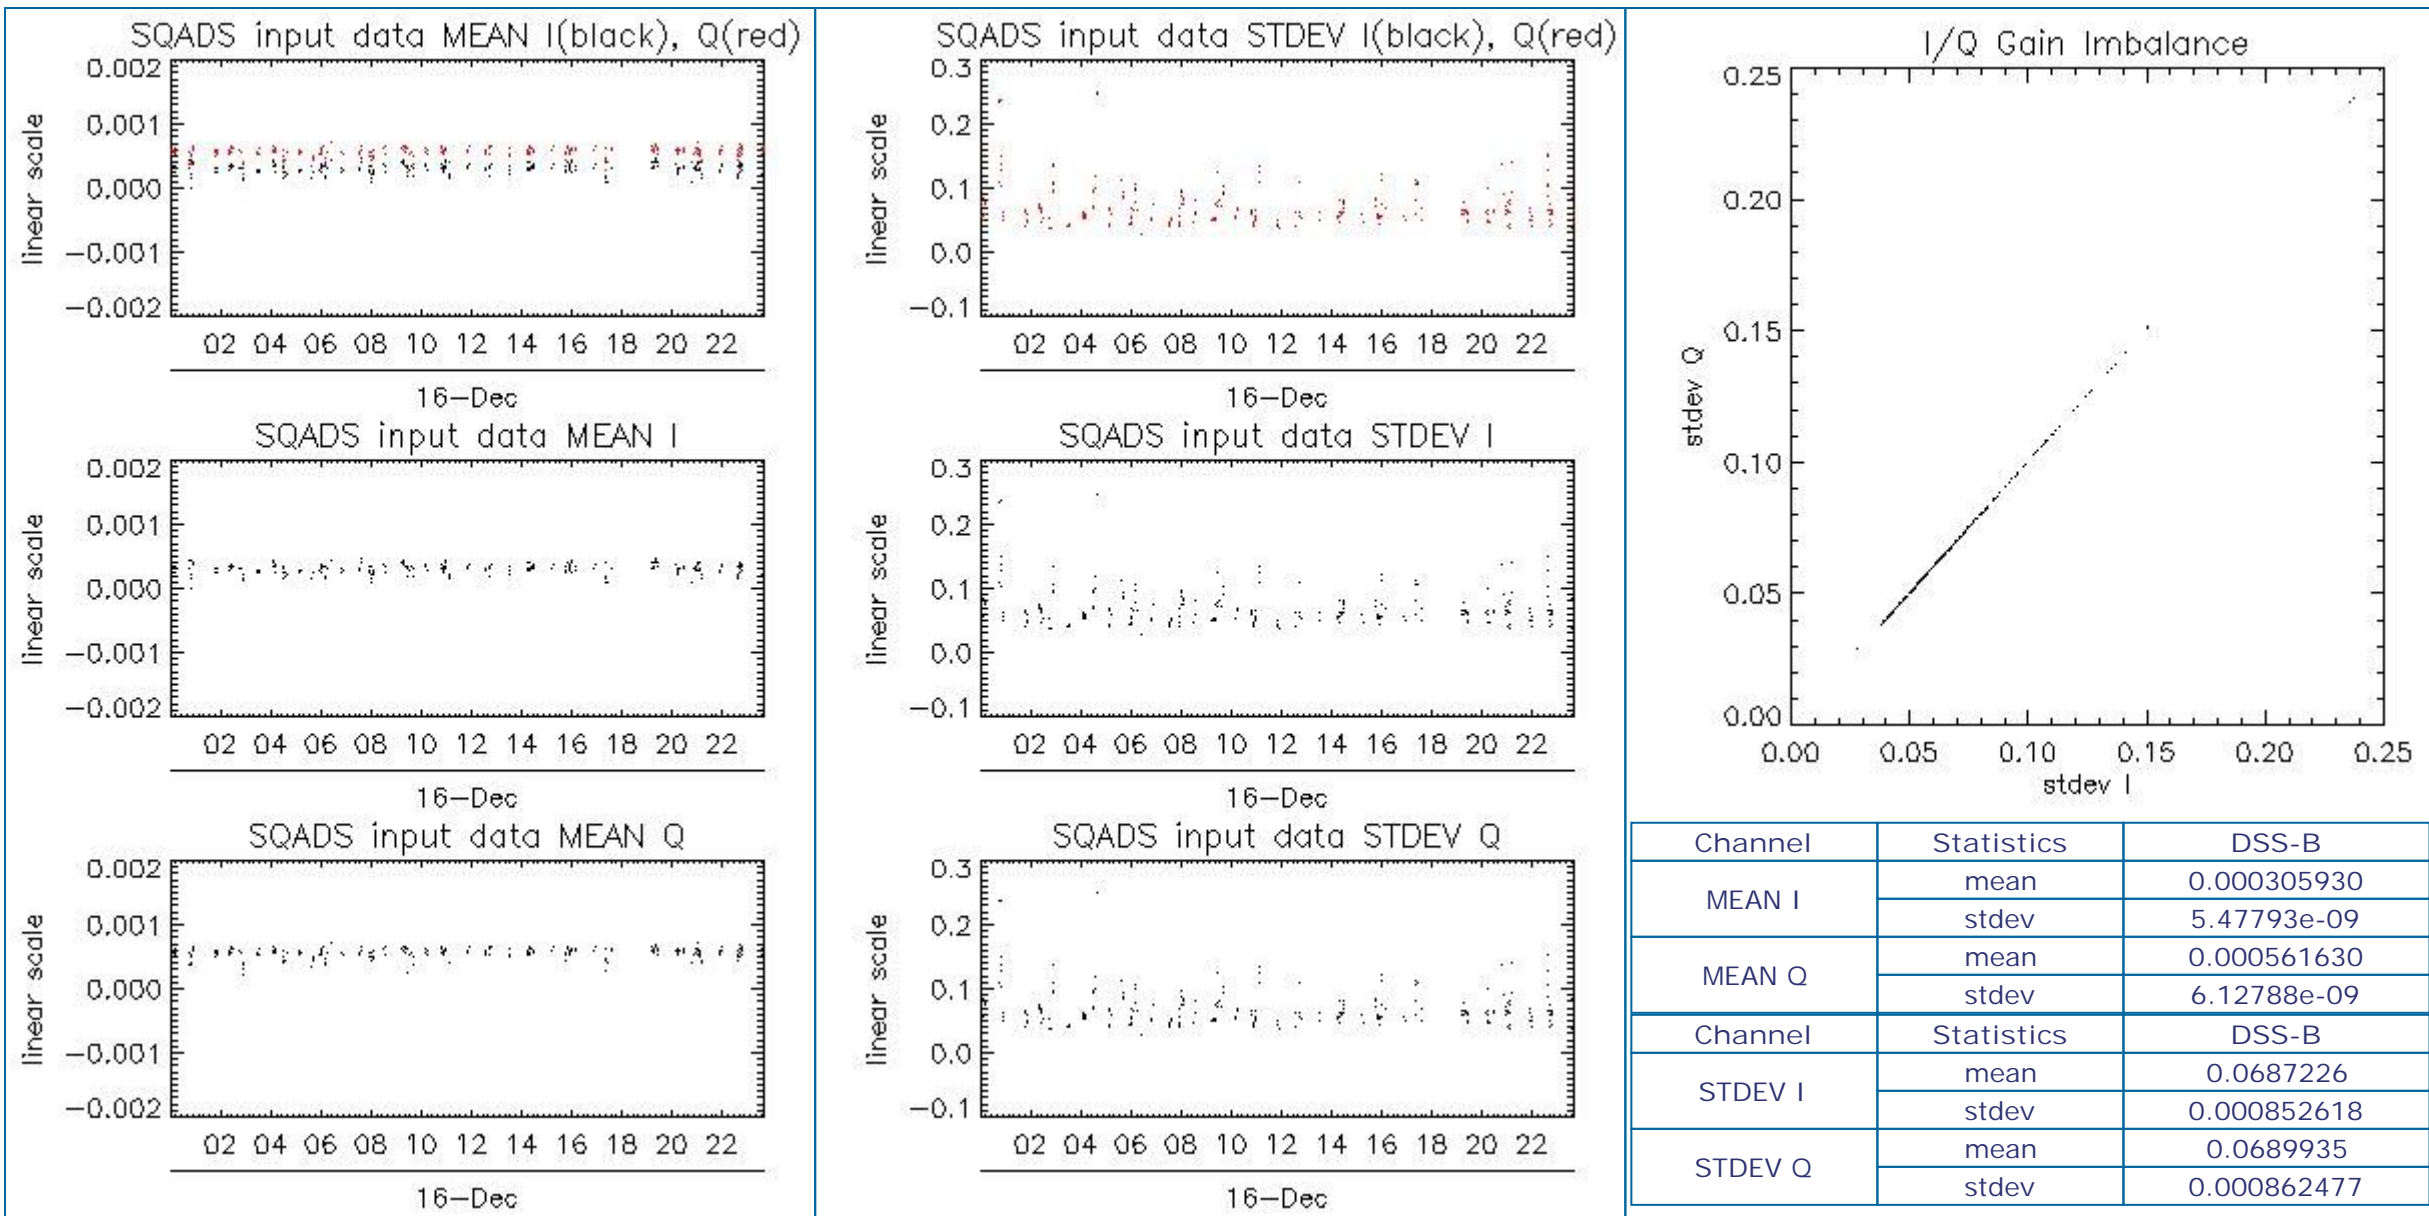 SQADS input data MEAN I(black), Q(red)
0.002
0.001
0.000
−0.001
−0.002
linear scale
02 04 06 08 10 12 14 16 18 20 22
16−Dec
SQADS input data MEAN I
0.002
0.001
0.000
−0.001
−0.002
linear scale
02 04 06 08 10 12 14 16 18 20 22
16−Dec
SQADS input data MEAN Q
0.002
0.001
0.000
−0.001
−0.002
linear scale
02 04 06 08 10 12 14 16 18 20 22
16−Dec
SQADS input data STDEV I(black), Q(red)
0.3
0.2
0.1
0.0
−0.1
linear scale
02 04 06 08 10 12 14 16 18 20 22
16−Dec
SQADS input data STDEV I
0.3
0.2
0.1
0.0
−0.1
linear scale
02 04 06 08 10 12 14 16 18 20 22
16−Dec
SQADS input data STDEV Q
0.3
0.2
0.1
0.0
−0.1
linear scale
02 04 06 08 10 12 14 16 18 20 22
16−Dec
I/Q Gain Imbalance
0.25
0.20
0.15
0.10
0.05
0.00
stdev Q
0.00 0.05 0.10 0.15 0.20 0.25
stdev I
Channel Statistics DSS-B
MEAN I mean 0.000305930
stdev 5.47793e-09
MEAN Q mean 0.000561630
stdev 6.12788e-09
Channel Statistics DSS-B
STDEV I mean 0.0687226
stdev 0.000852618
STDEV Q mean 0.0689935
stdev 0.000862477